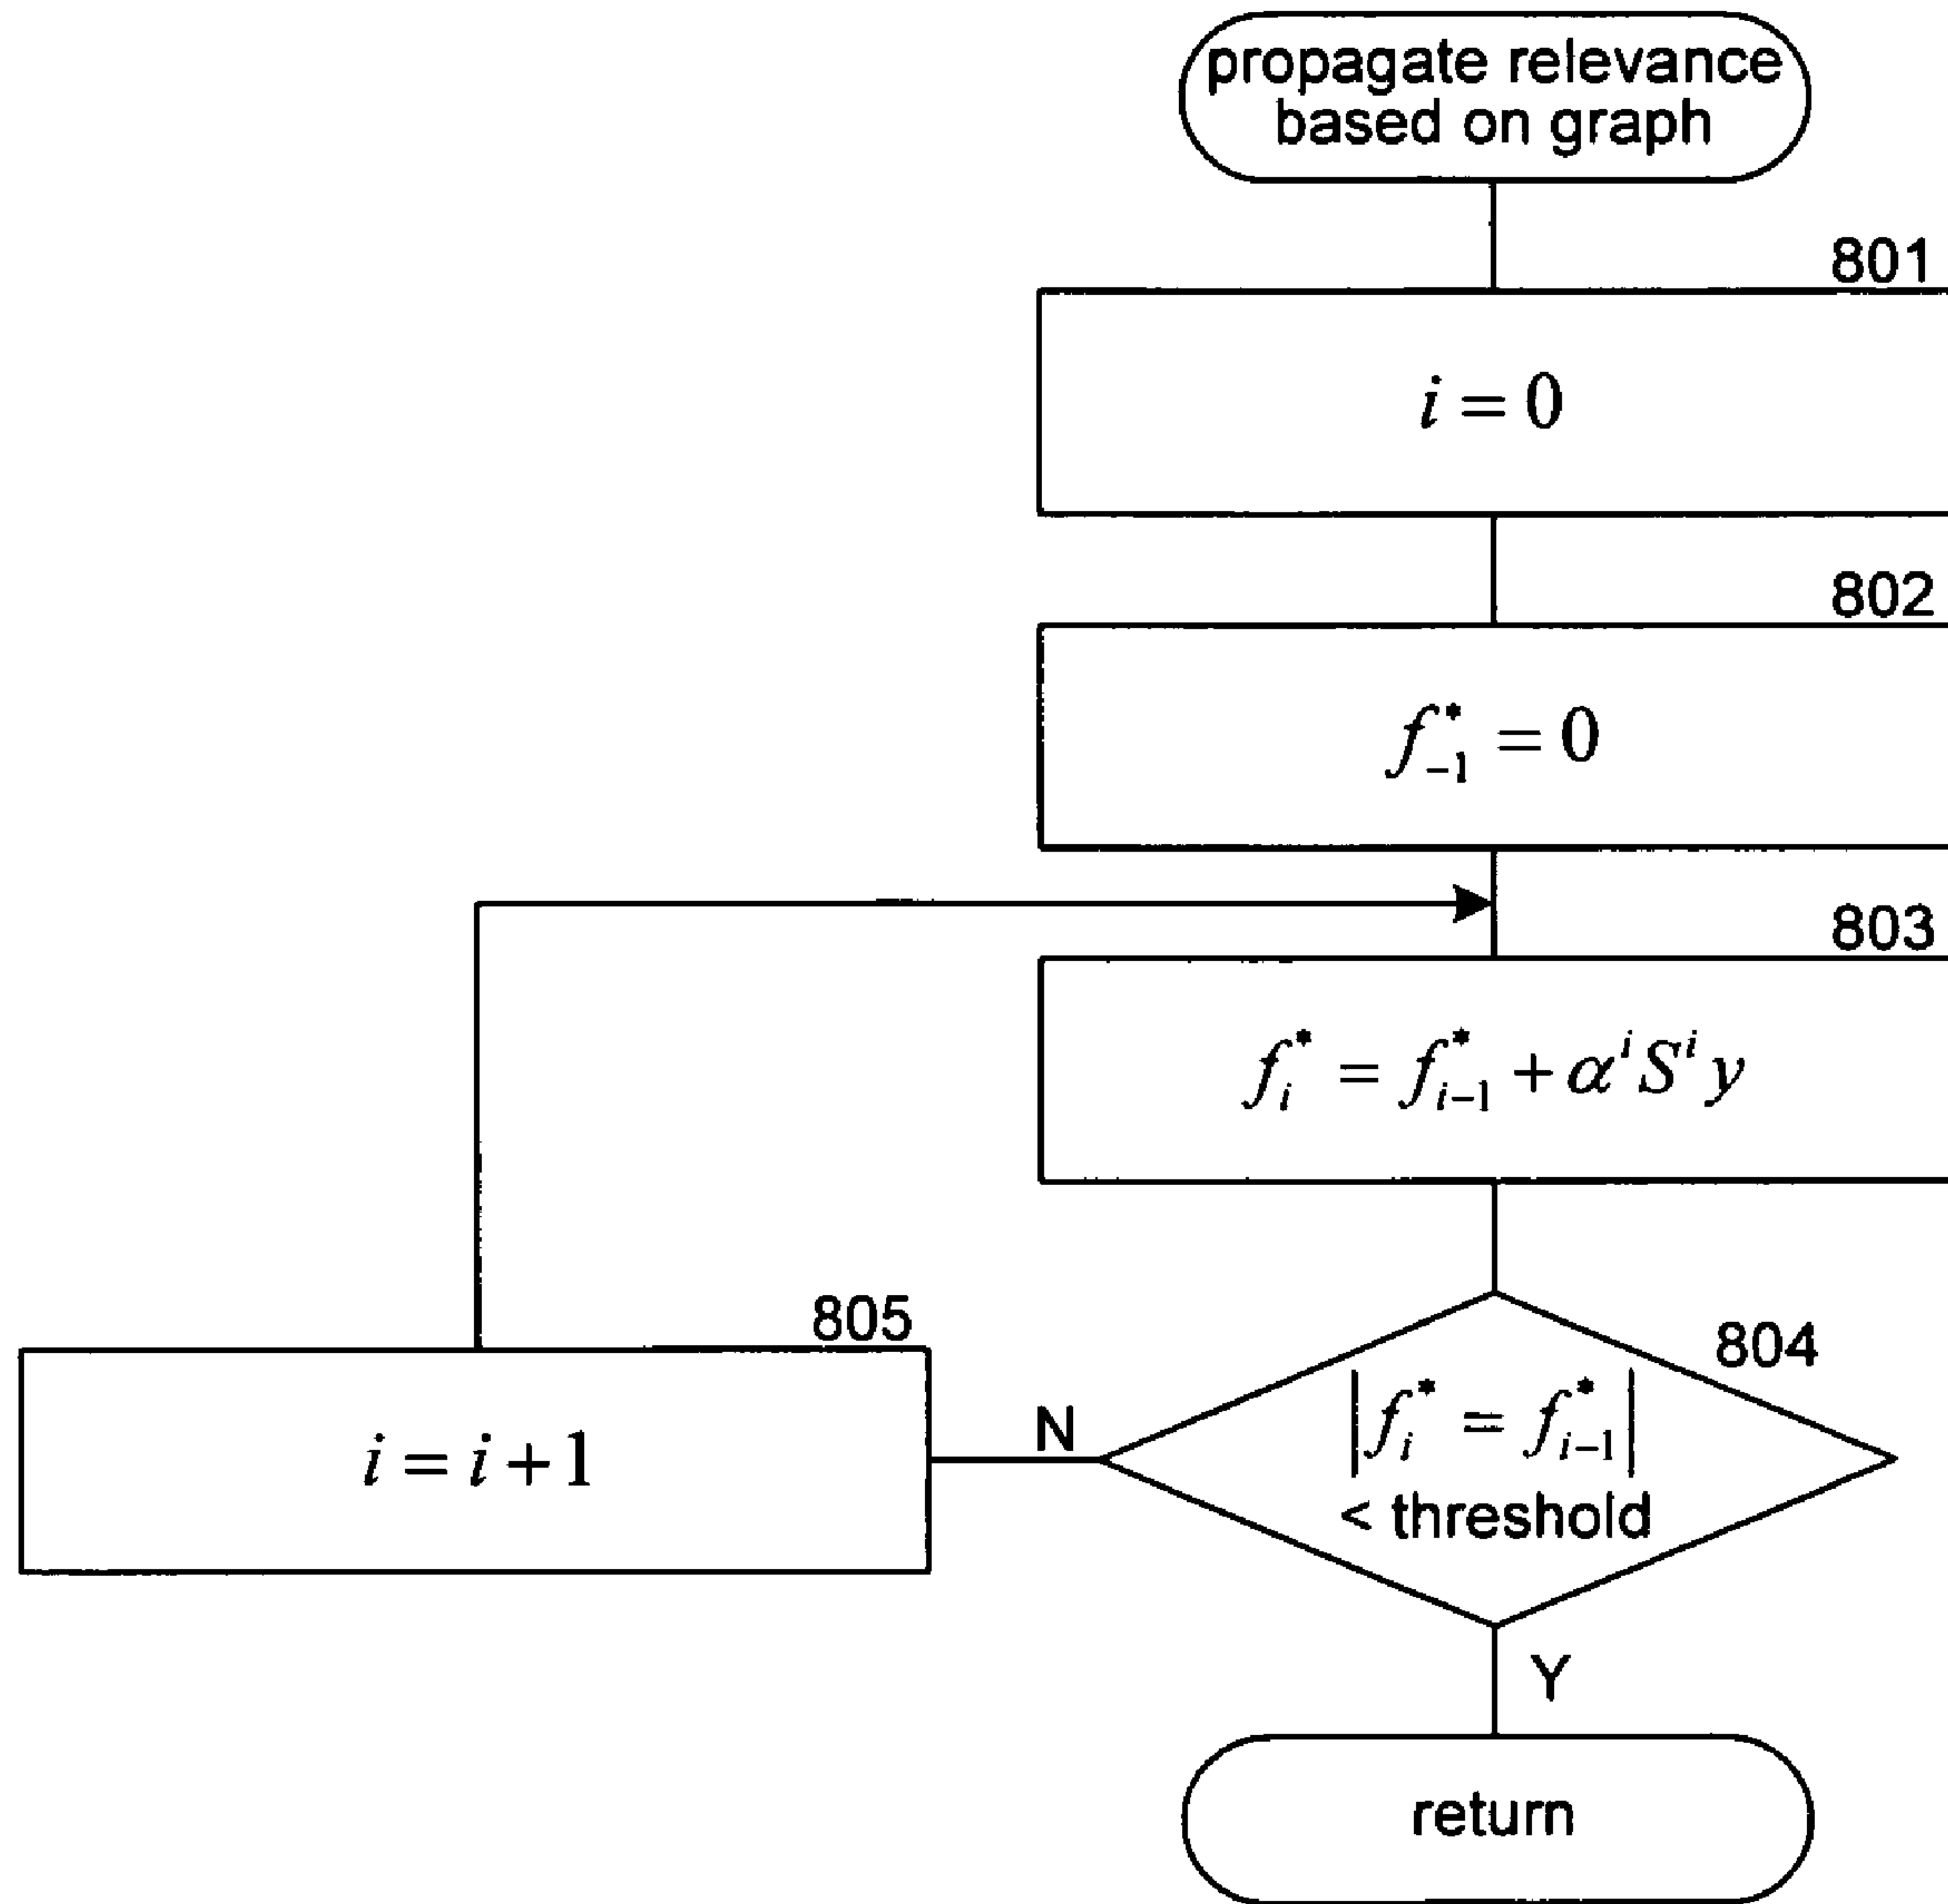 propagate relevance
based on graph
801
i = 0
802
f*₋₁ = 0
803
f*ᵢ = f*ᵢ₋₁ + αⁱSⁱy
804
|f*ᵢ = f*ᵢ₋₁|
< threshold
N
805
i = i + 1
Y
return